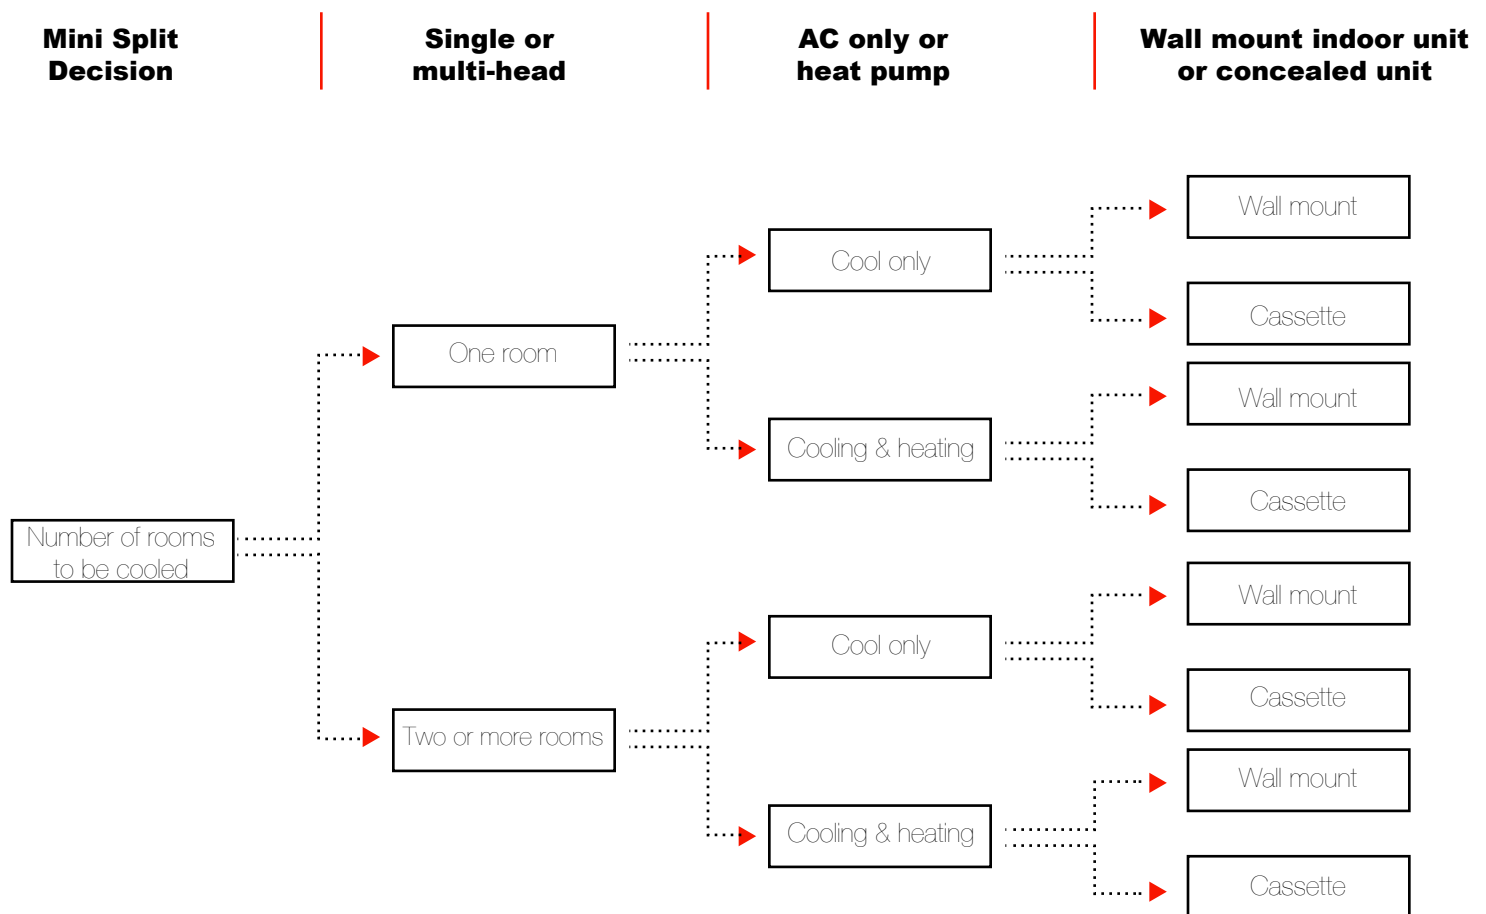 Mini Split
Decision
Single or
multi-head
AC only or
heat pump
Wall mount indoor unit
or concealed unit
Number of rooms
to be cooled
One room
Two or more rooms
Cool only
Cooling & heating
Cool only
Cooling & heating
Wall mount
Cassette
Wall mount
Cassette
Wall mount
Cassette
Wall mount
Cassette